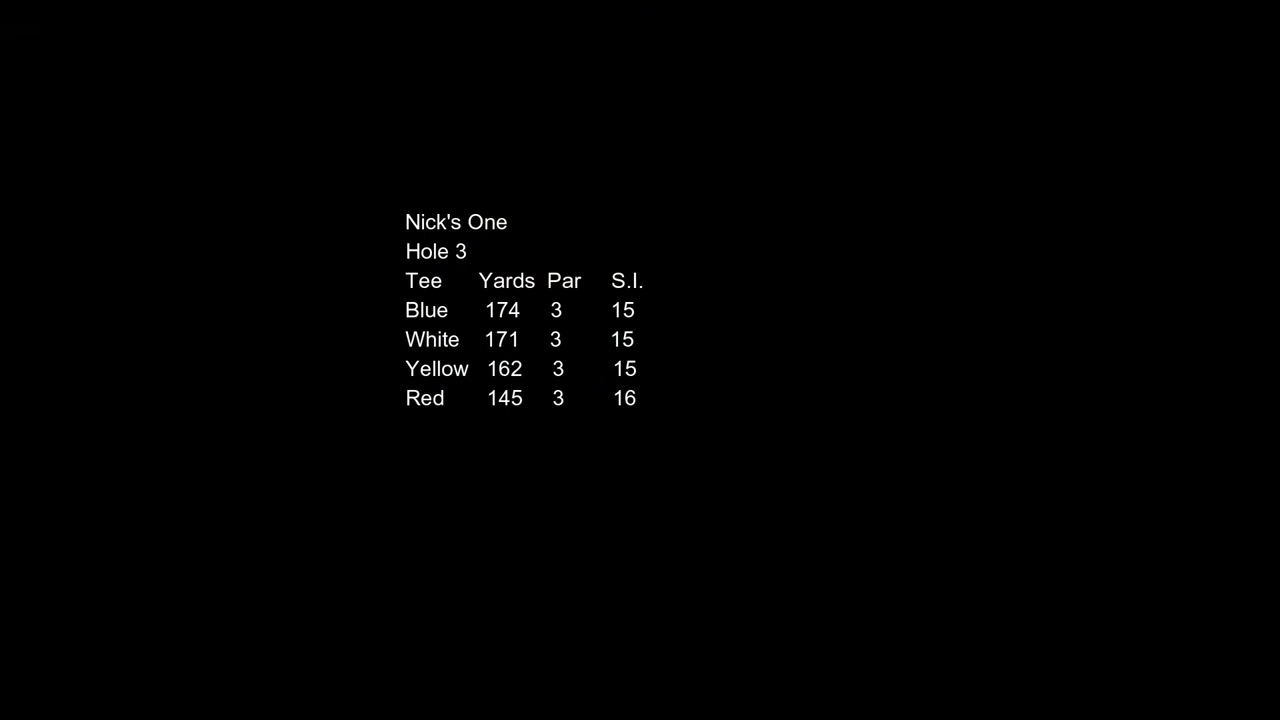 Nick's One
Hole 3
Tee Yards Par S.I.
Blue 174 3 15
White 171 3 15
Yellow 162 3 15
Red 145 3 16